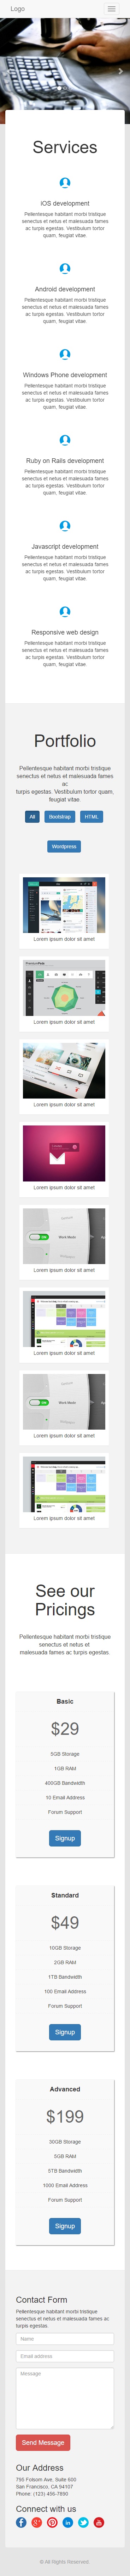 Logo
Services
iOS development
Pellentesque habitant morbi tristique
senectus et netus et malesuada fames
ac turpis egestas. Vestibulum tortor
quam, feugiat vitae.
Android development
Pellentesque habitant morbi tristique
senectus et netus et malesuada fames
ac turpis egestas. Vestibulum tortor
quam, feugiat vitae.
Windows Phone development
Pellentesque habitant morbi tristique
senectus et netus et malesuada fames
ac turpis egestas. Vestibulum tortor
quam, feugiat vitae.
Ruby on Rails development
Pellentesque habitant morbi tristique
senectus et netus et malesuada fames
ac turpis egestas. Vestibulum tortor
quam, feugiat vitae.
Javascript development
Pellentesque habitant morbi tristique
senectus et netus et malesuada fames
ac turpis egestas. Vestibulum tortor
quam, feugiat vitae.
Responsive web design
Pellentesque habitant morbi tristique
senectus et netus et malesuada fames
ac turpis egestas. Vestibulum tortor
quam, feugiat vitae.
Portfolio
Pellentesque habitant morbi tristique
senectus et netus et malesuada fames
ac
turpis egestas. Vestibulum tortor quam,
feugiat vitae.
All Bootstrap HTML
Wordpress
Lorem ipsum dolor sit amet
Lorem ipsum dolor sit amet
Lorem ipsum dolor sit amet
Lorem ipsum dolor sit amet
Work Mode
Lorem ipsum dolor sit amet
Lorem ipsum dolor sit amet
Work Mode
Lorem ipsum dolor sit amet
Lorem ipsum dolor sit amet
See our
Pricings
Pellentesque habitant morbi tristique
senectus et netus et
malesuada fames ac turpis egestas.
Basic
$29
5GB Storage
1GB RAM
400GB Bandwidth
10 Email Address
Forum Support
Signup
Standard
$49
10GB Storage
2GB RAM
1TB Bandwidth
100 Email Address
Forum Support
Signup
Advanced
$199
30GB Storage
5GB RAM
5TB Bandwidth
1000 Email Address
Forum Support
Signup
Contact Form
Pellentesque habitant morbi tristique
senectus et netus et malesuada fames ac
turpis egestas.
Name
Email address
Message
Send Message
Our Address
795 Folsom Ave, Suite 600
San Francisco, CA 94107
Phone: (123) 456-7890
Connect with us
© All Rights Reserved